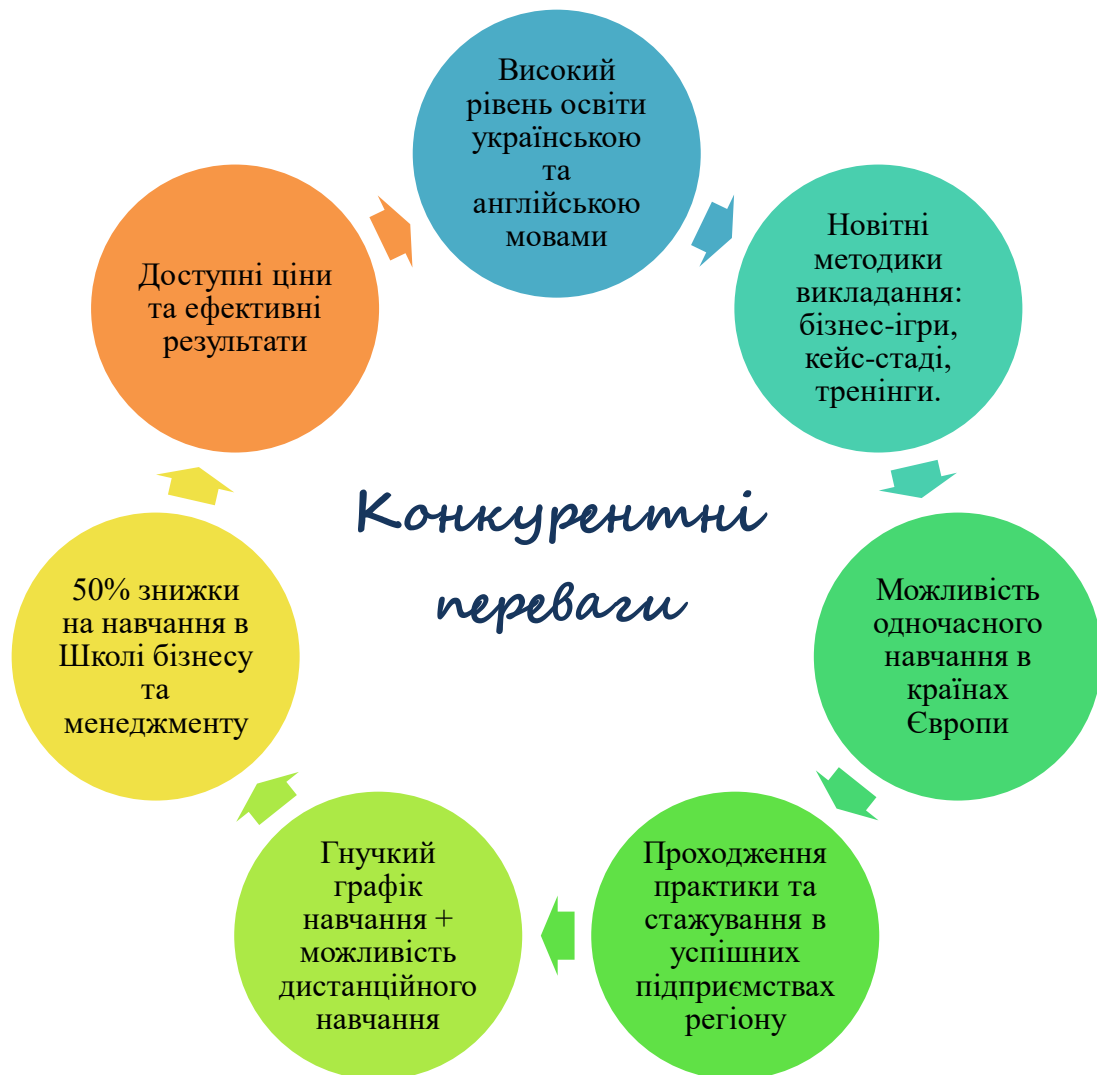 Високий
рівень освіти
українською
та
англійською
мовами
Новітні
методики
викладання:
бізнес-ігри,
кейс-стаді,
тренінги.
Можливість
одночасного
навчання в
країнах
Європи
Проходження
практики та
стажування в
успішних
підприємствах
регіону
Гнучкий
графік
навчання +
можливість
дистанційного
навчання
50% знижки
на навчання в
Школі бізнесу
та
менеджменту
Доступні ціни
та ефективні
результати
Конкурентні
переваги